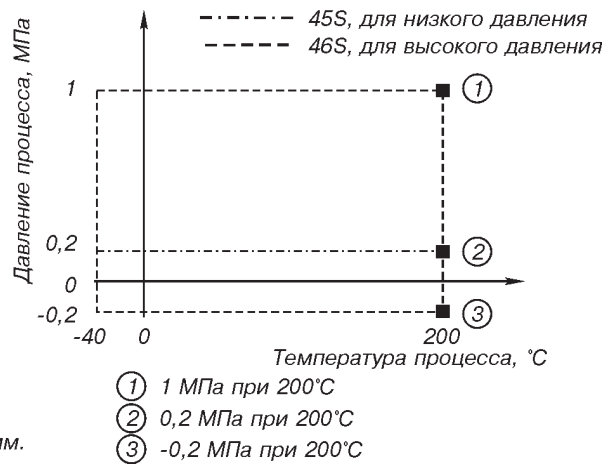 45S, для низкого давления
46S, для высокого давления
Давление процесса, МПа
1
1
0,2
2
0
-0,2
3
-40
0
200
Температура процесса, °C
1 1 МПа при 200°C
2 0,2 МПа при 200°C
им.
3 -0,2 МПа при 200°C